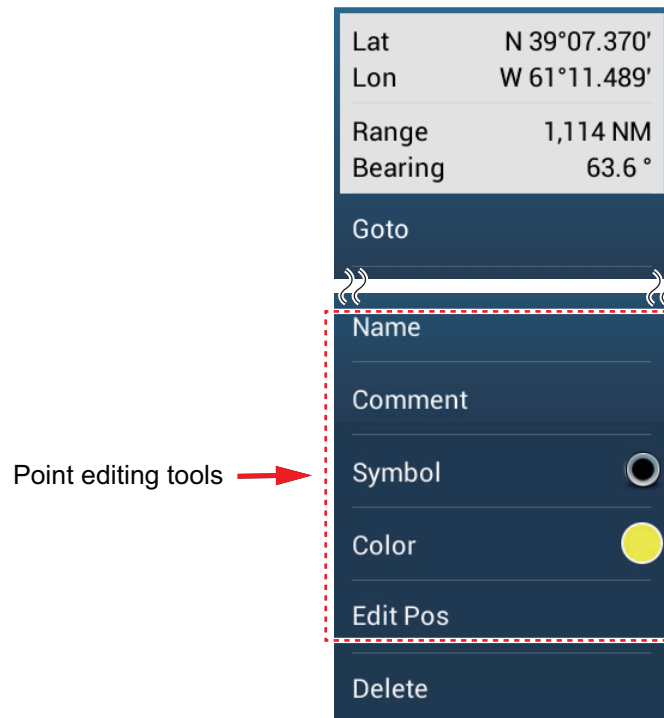 Lat N 39°07.370'
Lon W 61°11.489'
Range 1,114 NM
Bearing 63.6 °
Goto
Name
Comment
Point editing tools Symbol
Color
Edit Pos
Delete